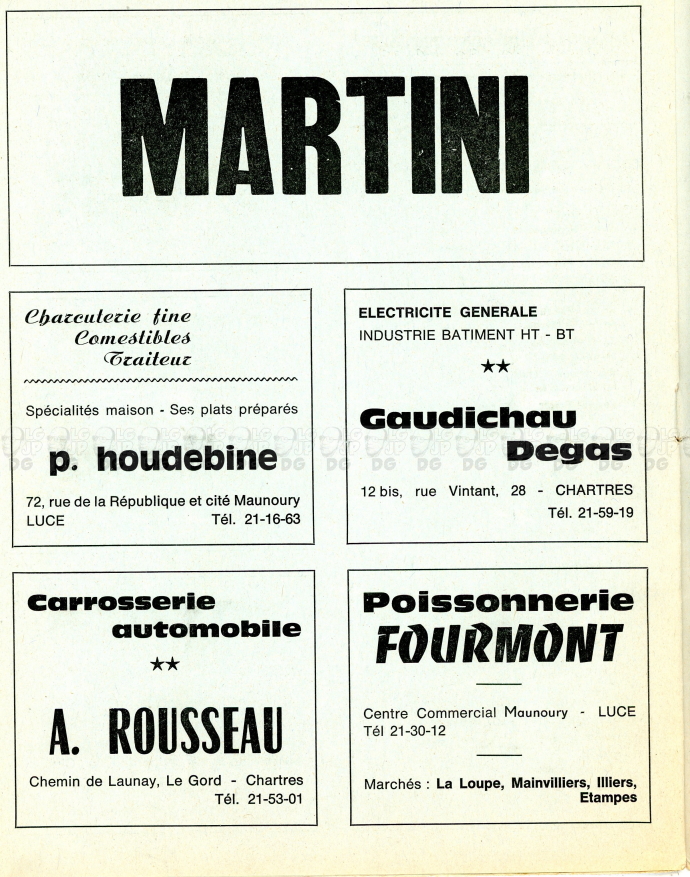 MARTINI
Charcuterie fine
Comestibles
Traiteur
Spécialités maison - Ses plats préparés
p. houdebine
72, rue de la République et cité Maunoury
LUCE Tél. 21-16-63
ELECTRICITE GENERALE
INDUSTRIE BATIMENT HT - BT
★★
Gaudichau
Degas
12 bis, rue Vintant, 28 - CHARTRES
Tél. 21-59-19
Carrosserie
automobile
★★
A. ROUSSEAU
Chemin de Launay, Le Gord - Chartres
Tél. 21-53-01
Poissonnerie
FOURMONT
Centre Commercial Maunoury - LUCE
Tél 21-30-12
Marchés : La Loupe, Mainvilliers, Illiers,
Etampes